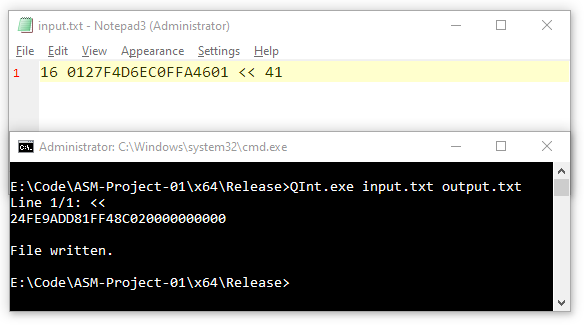 input.txt - Notepad3 (Administrator)
File Edit View Appearance Settings Help
1 16 0127F4D6EC0FFA4601 << 41
Administrator: C:\Windows\system32\cmd.exe
E:\Code\ASM-Project-01\x64\Release>QInt.exe input.txt output.txt
Line 1/1: <<
24FE9ADD81FF48C020000000000
File written.
E:\Code\ASM-Project-01\x64\Release>